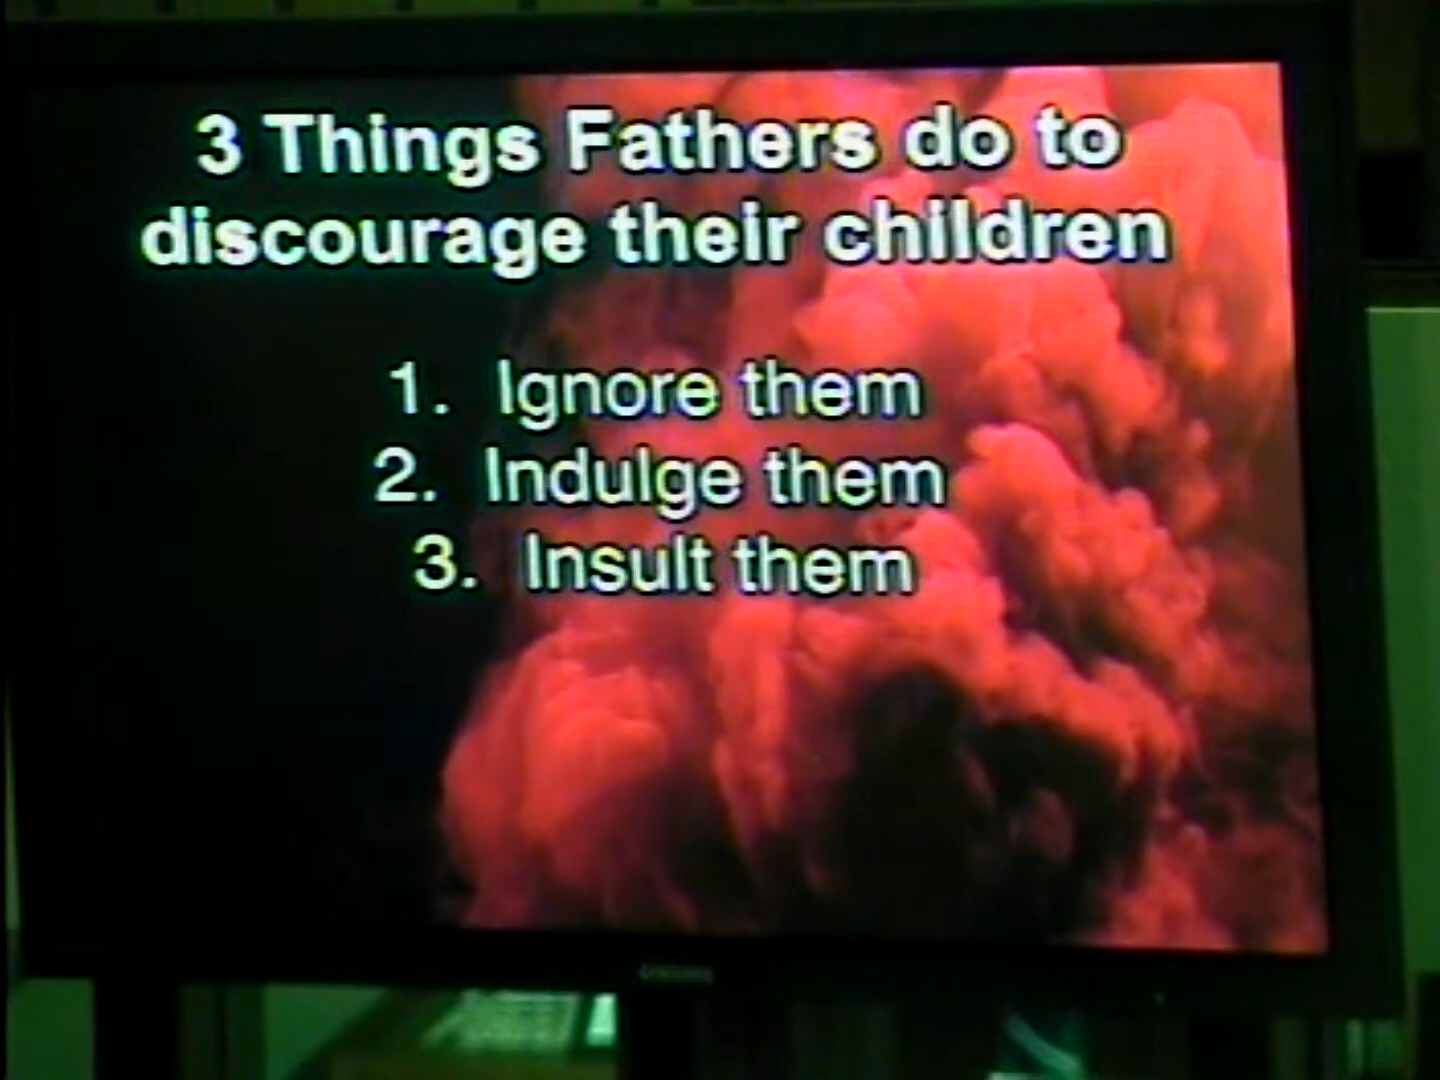 3 Things Fathers do to
discourage their children
1. Ignore them
2. Indulge them
3. Insult them